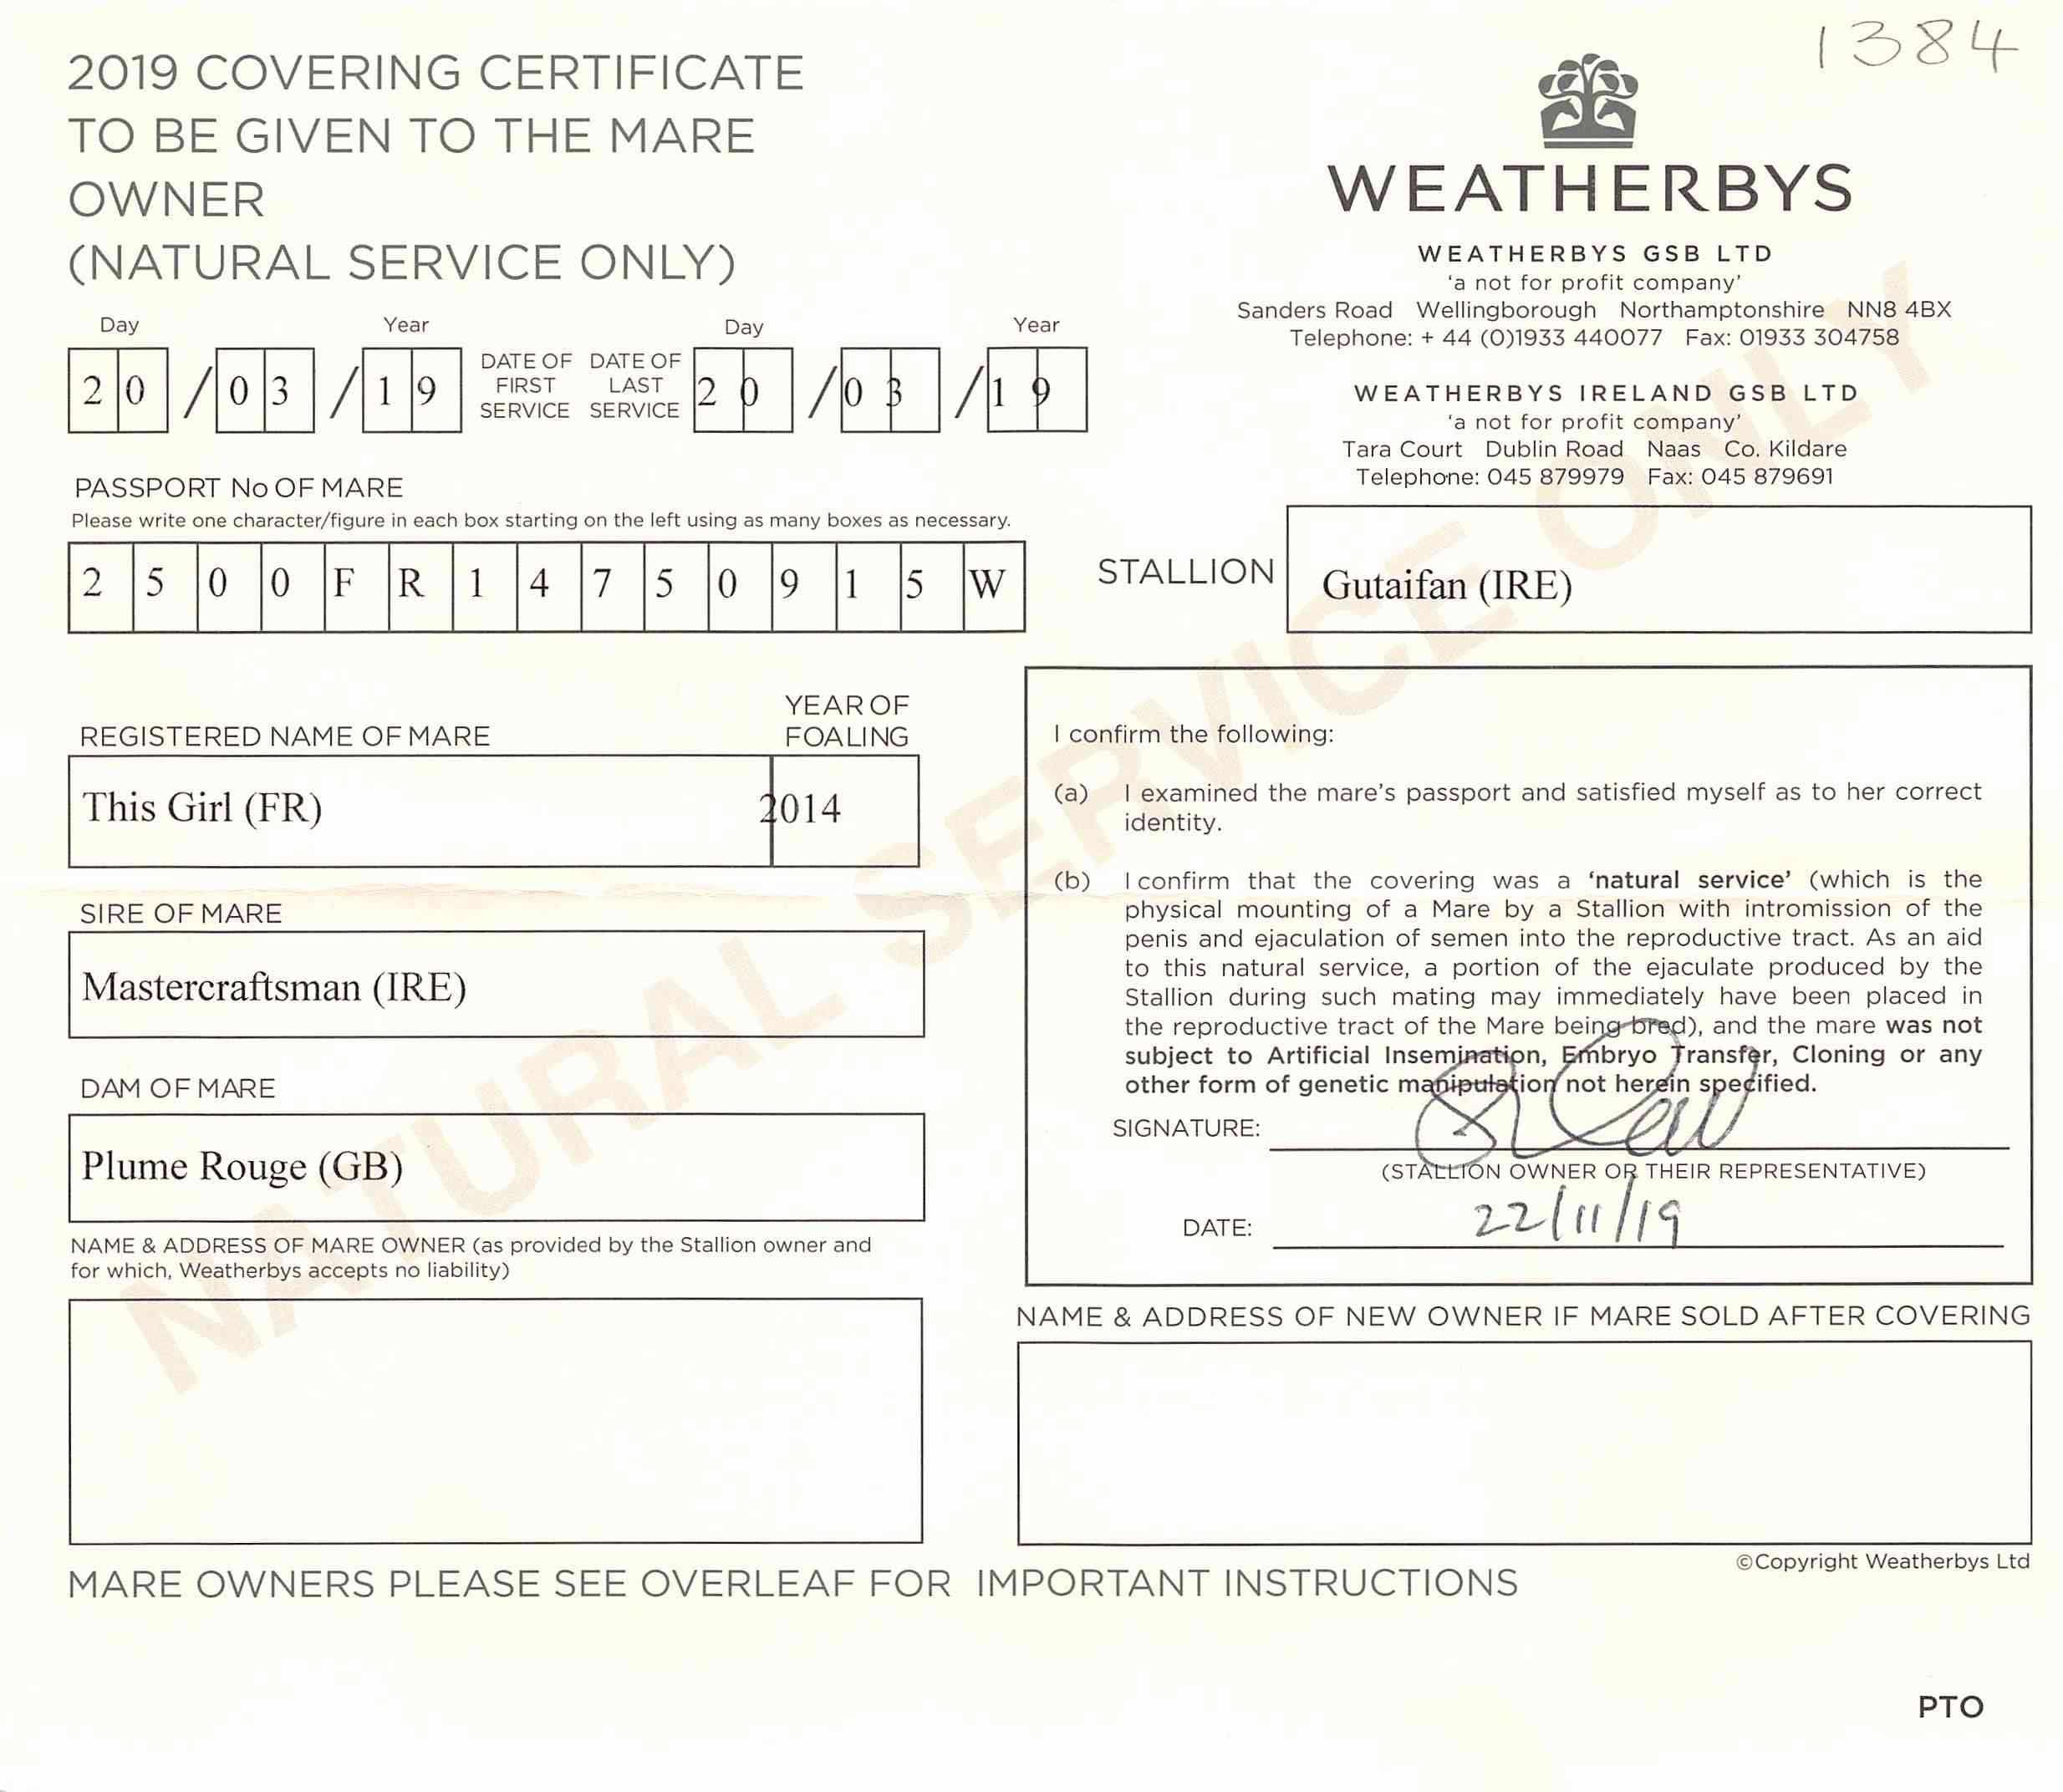 1384
2019 COVERING CERTIFICATE
TO BE GIVEN TO THE MARE
OWNER
(NATURAL SERVICE ONLY)
WEATHERBYS
WEATHERBYS GSB LTD
'a not for profit company'
Sanders Road Wellingborough Northamptonshire NN8 4BX
Telephone: + 44 (0)1933 440077 Fax: 01933 304758
WEATHERBYS IRELAND GSB LTD
'a not for profit company'
Tara Court Dublin Road Naas Co. Kildare
Telephone: 045 879979 Fax: 045 879691
Day Year
20/03/19
DATE OF
FIRST
SERVICE
DATE OF
LAST
SERVICE
Day Year
20/03/19
PASSPORT No OF MARE
Please write one character/figure in each box starting on the left using as many boxes as necessary.
2 5 0 0 F R 1 4 7 5 0 9 1 5 W
STALLION
Gutaifan (IRE)
REGISTERED NAME OF MARE
YEAR OF
FOALING
This Girl (FR) 2014
SIRE OF MARE
Mastercraftsman (IRE)
DAM OF MARE
Plume Rouge (GB)
NAME & ADDRESS OF MARE OWNER (as provided by the Stallion owner and
for which, Weatherbys accepts no liability)
I confirm the following:
(a) I examined the mare's passport and satisfied myself as to her correct
identity.
(b) I confirm that the covering was a 'natural service' (which is the
physical mounting of a Mare by a Stallion with intromission of the
penis and ejaculation of semen into the reproductive tract. As an aid
to this natural service, a portion of the ejaculate produced by the
Stallion during such mating may immediately have been placed in
the reproductive tract of the Mare being bred), and the mare was not
subject to Artificial Insemination, Embryo Transfer, Cloning or any
other form of genetic manipulation not herein specified.
SIGNATURE:
(STALLION OWNER OR THEIR REPRESENTATIVE)
DATE: 22/11/19
NAME & ADDRESS OF NEW OWNER IF MARE SOLD AFTER COVERING
©Copyright Weatherbys Ltd
MARE OWNERS PLEASE SEE OVERLEAF FOR IMPORTANT INSTRUCTIONS
PTO
NATURAL SERVICE ONLY